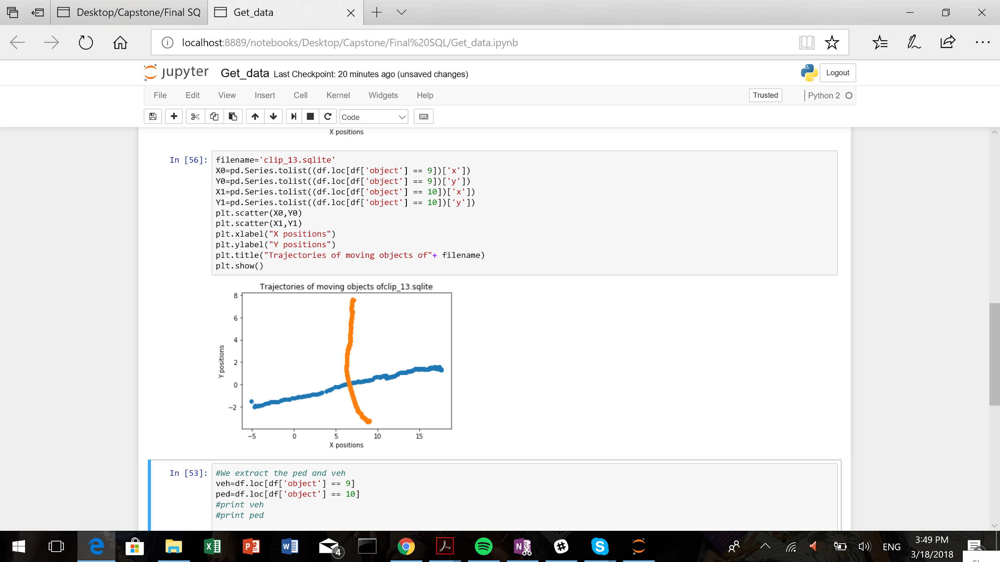 Desktop/Capstone/Final SQ
Get_data
localhost:8889/notebooks/Desktop/Capstone/Final%20SQL/Get_data.ipynb
jupyter Get_data Last Checkpoint: 20 minutes ago (unsaved changes)
Logout
File Edit View Insert Cell Kernel Widgets Help
Trusted
Python 2
Code
X positions
In [56]:
filename='clip_13.sqlite'
X0=pd.Series.tolist((df.loc[df['object'] == 9])['x'])
Y0=pd.Series.tolist((df.loc[df['object'] == 9])['y'])
X1=pd.Series.tolist((df.loc[df['object'] == 10])['x'])
Y1=pd.Series.tolist((df.loc[df['object'] == 10])['y'])
plt.scatter(X0,Y0)
plt.scatter(X1,Y1)
plt.xlabel("X positions")
plt.ylabel("Y positions")
plt.title("Trajectories of moving objects of"+ filename)
plt.show()
Trajectories of moving objects ofclip_13.sqlite
8
6
4
2
0
−2
Y positions
−5 0 5 10 15
X positions
In [53]:
#We extract the ped and veh
veh=df.loc[df['object'] == 9]
ped=df.loc[df['object'] == 10]
#print veh
#print ped
4
ENG
3:49 PM
3/18/2018